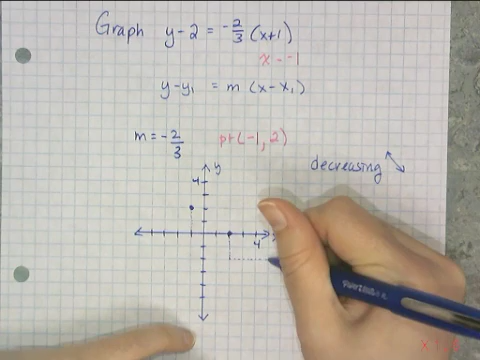 Graph y-2 = -2/3 (x+1)
x - -1
y-y₁ = m (x-x₁)
m = -2/3 pt(-1, 2)
decreasing
y
4
4